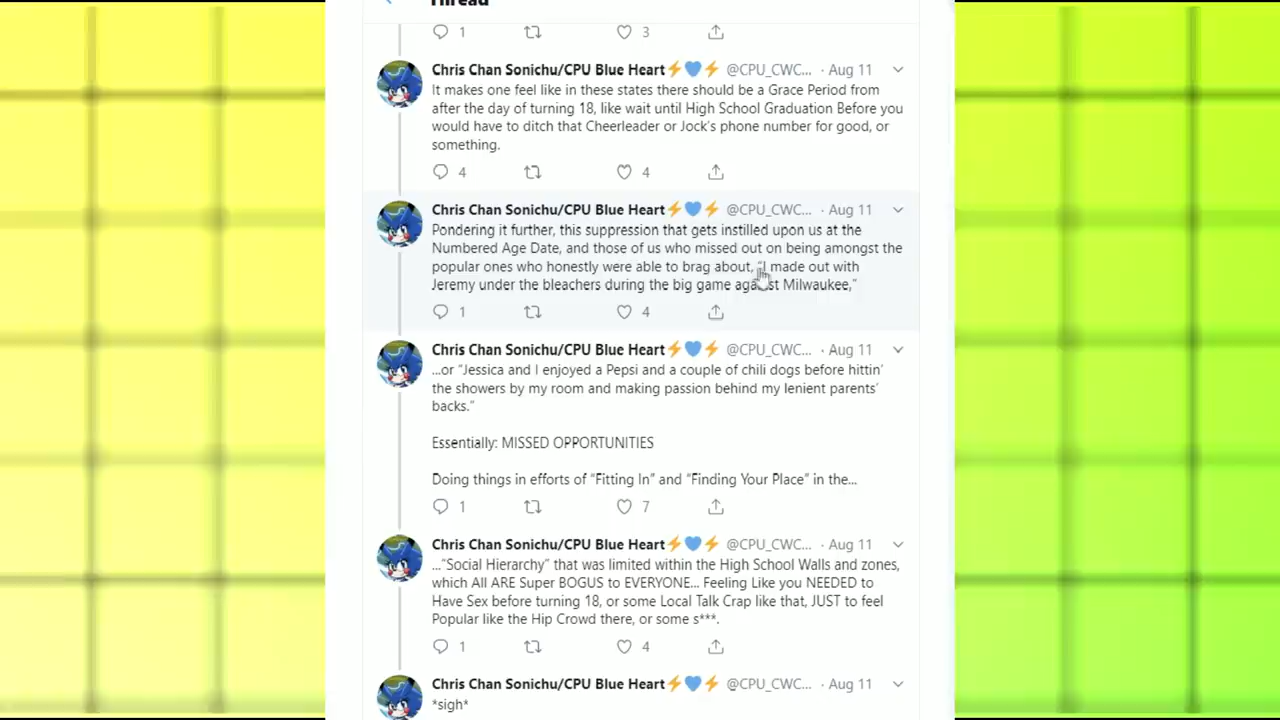 Thread
1 3
Chris Chan Sonichu/CPU Blue Heart⚡💙⚡ @CPU_CWC... · Aug 11
It makes one feel like in these states there should be a Grace Period from
after the day of turning 18, like wait until High School Graduation Before you
would have to ditch that Cheerleader or Jock's phone number for good, or
something.
4 4
Chris Chan Sonichu/CPU Blue Heart⚡💙⚡ @CPU_CWC... · Aug 11
Pondering it further, this suppression that gets instilled upon us at the
Numbered Age Date, and those of us who missed out on being amongst the
popular ones who honestly were able to brag about, "I made out with
Jeremy under the bleachers during the big game against Milwaukee,"
1 4
Chris Chan Sonichu/CPU Blue Heart⚡💙⚡ @CPU_CWC... · Aug 11
...or "Jessica and I enjoyed a Pepsi and a couple of chili dogs before hittin'
the showers by my room and making passion behind my lenient parents'
backs."
Essentially: MISSED OPPORTUNITIES
Doing things in efforts of "Fitting In" and "Finding Your Place" in the...
1 7
Chris Chan Sonichu/CPU Blue Heart⚡💙⚡ @CPU_CWC... · Aug 11
..."Social Hierarchy" that was limited within the High School Walls and zones,
which All ARE Super BOGUS to EVERYONE... Feeling Like you NEEDED to
Have Sex before turning 18, or some Local Talk Crap like that, JUST to feel
Popular like the Hip Crowd there, or some s***.
1 4
Chris Chan Sonichu/CPU Blue Heart⚡💙⚡ @CPU_CWC... · Aug 11
*sigh*